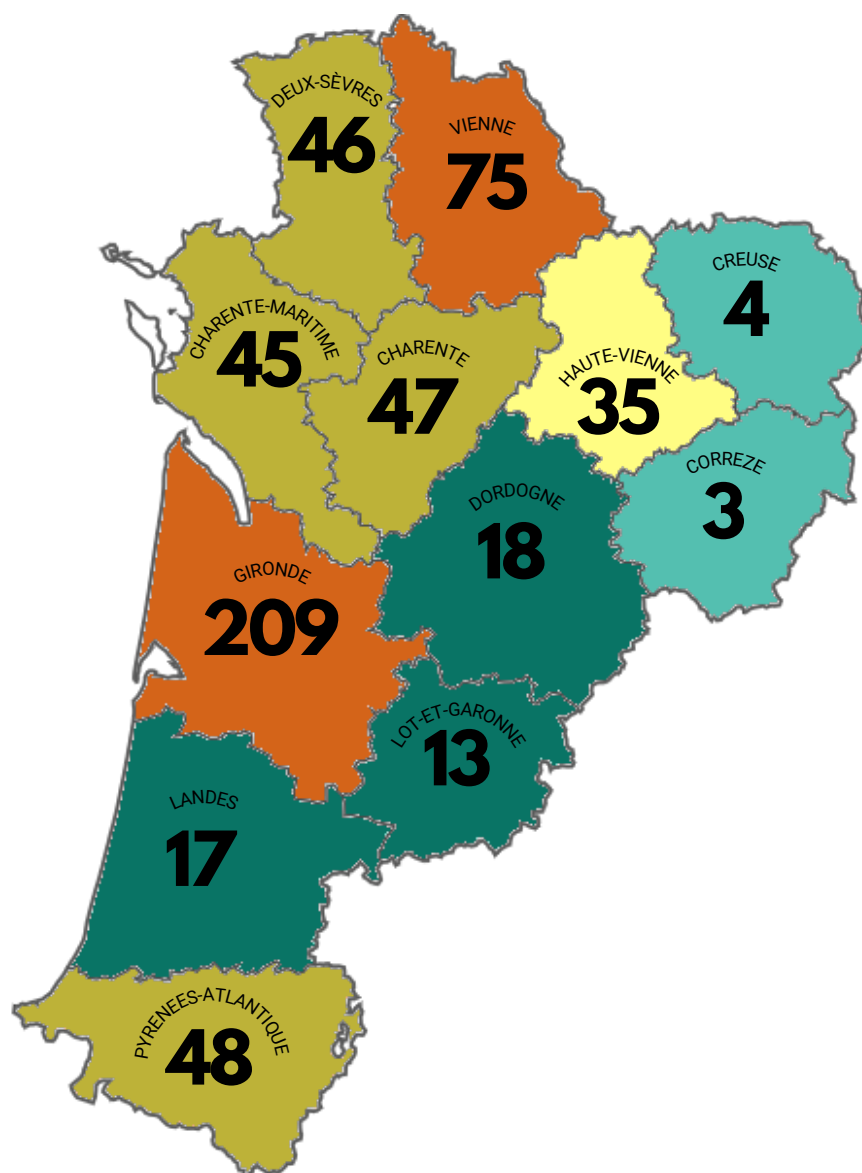 DEUX-SÈVRES
46
VIENNE
75
CREUSE
4
CHARENTE-MARITIME
45
CHARENTE
47
HAUTE-VIENNE
35
CORREZE
3
DORDOGNE
18
GIRONDE
209
LOT-ET-GARONNE
13
LANDES
17
PYRENEES-ATLANTIQUE
48